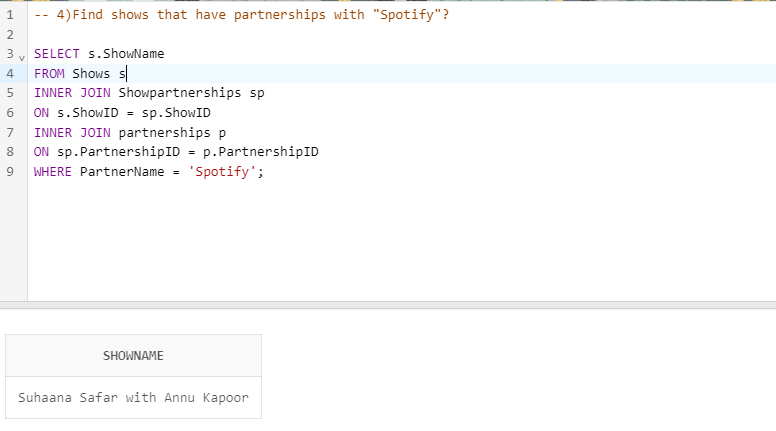 1 -- 4)Find shows that have partnerships with "Spotify"?
2
3 SELECT s.ShowName
4 FROM Shows s
5 INNER JOIN Showpartnerships sp
6 ON s.ShowID = sp.ShowID
7 INNER JOIN partnerships p
8 ON sp.PartnershipID = p.PartnershipID
9 WHERE PartnerName = 'Spotify';
SHOWNAME
Suhaana Safar with Annu Kapoor